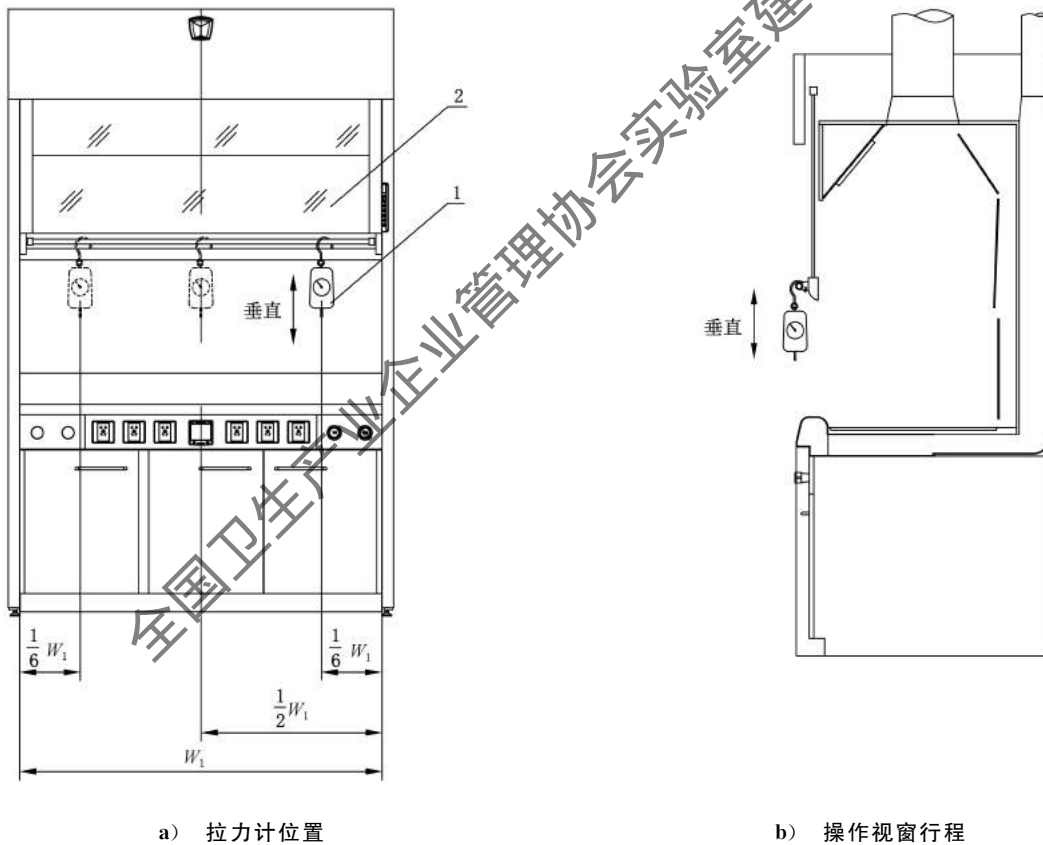 全国卫生产业企业管理协会实验室建
2
1
垂直
垂直
1/6 W₁
1/6 W₁
1/2 W₁
W₁
a） 拉力计位置
b） 操作视窗行程